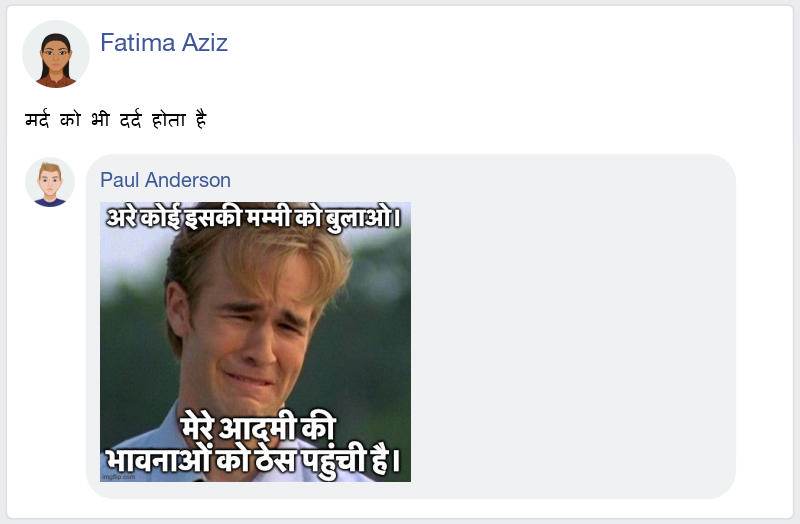 Fatima Aziz
मर्द को भी दर्द होता है
Paul Anderson
अरे कोई इसकी मम्मी को बुलाओ।
मेरे आदमी की
भावनाओं को ठेस पहुंची है।
imgflip.com